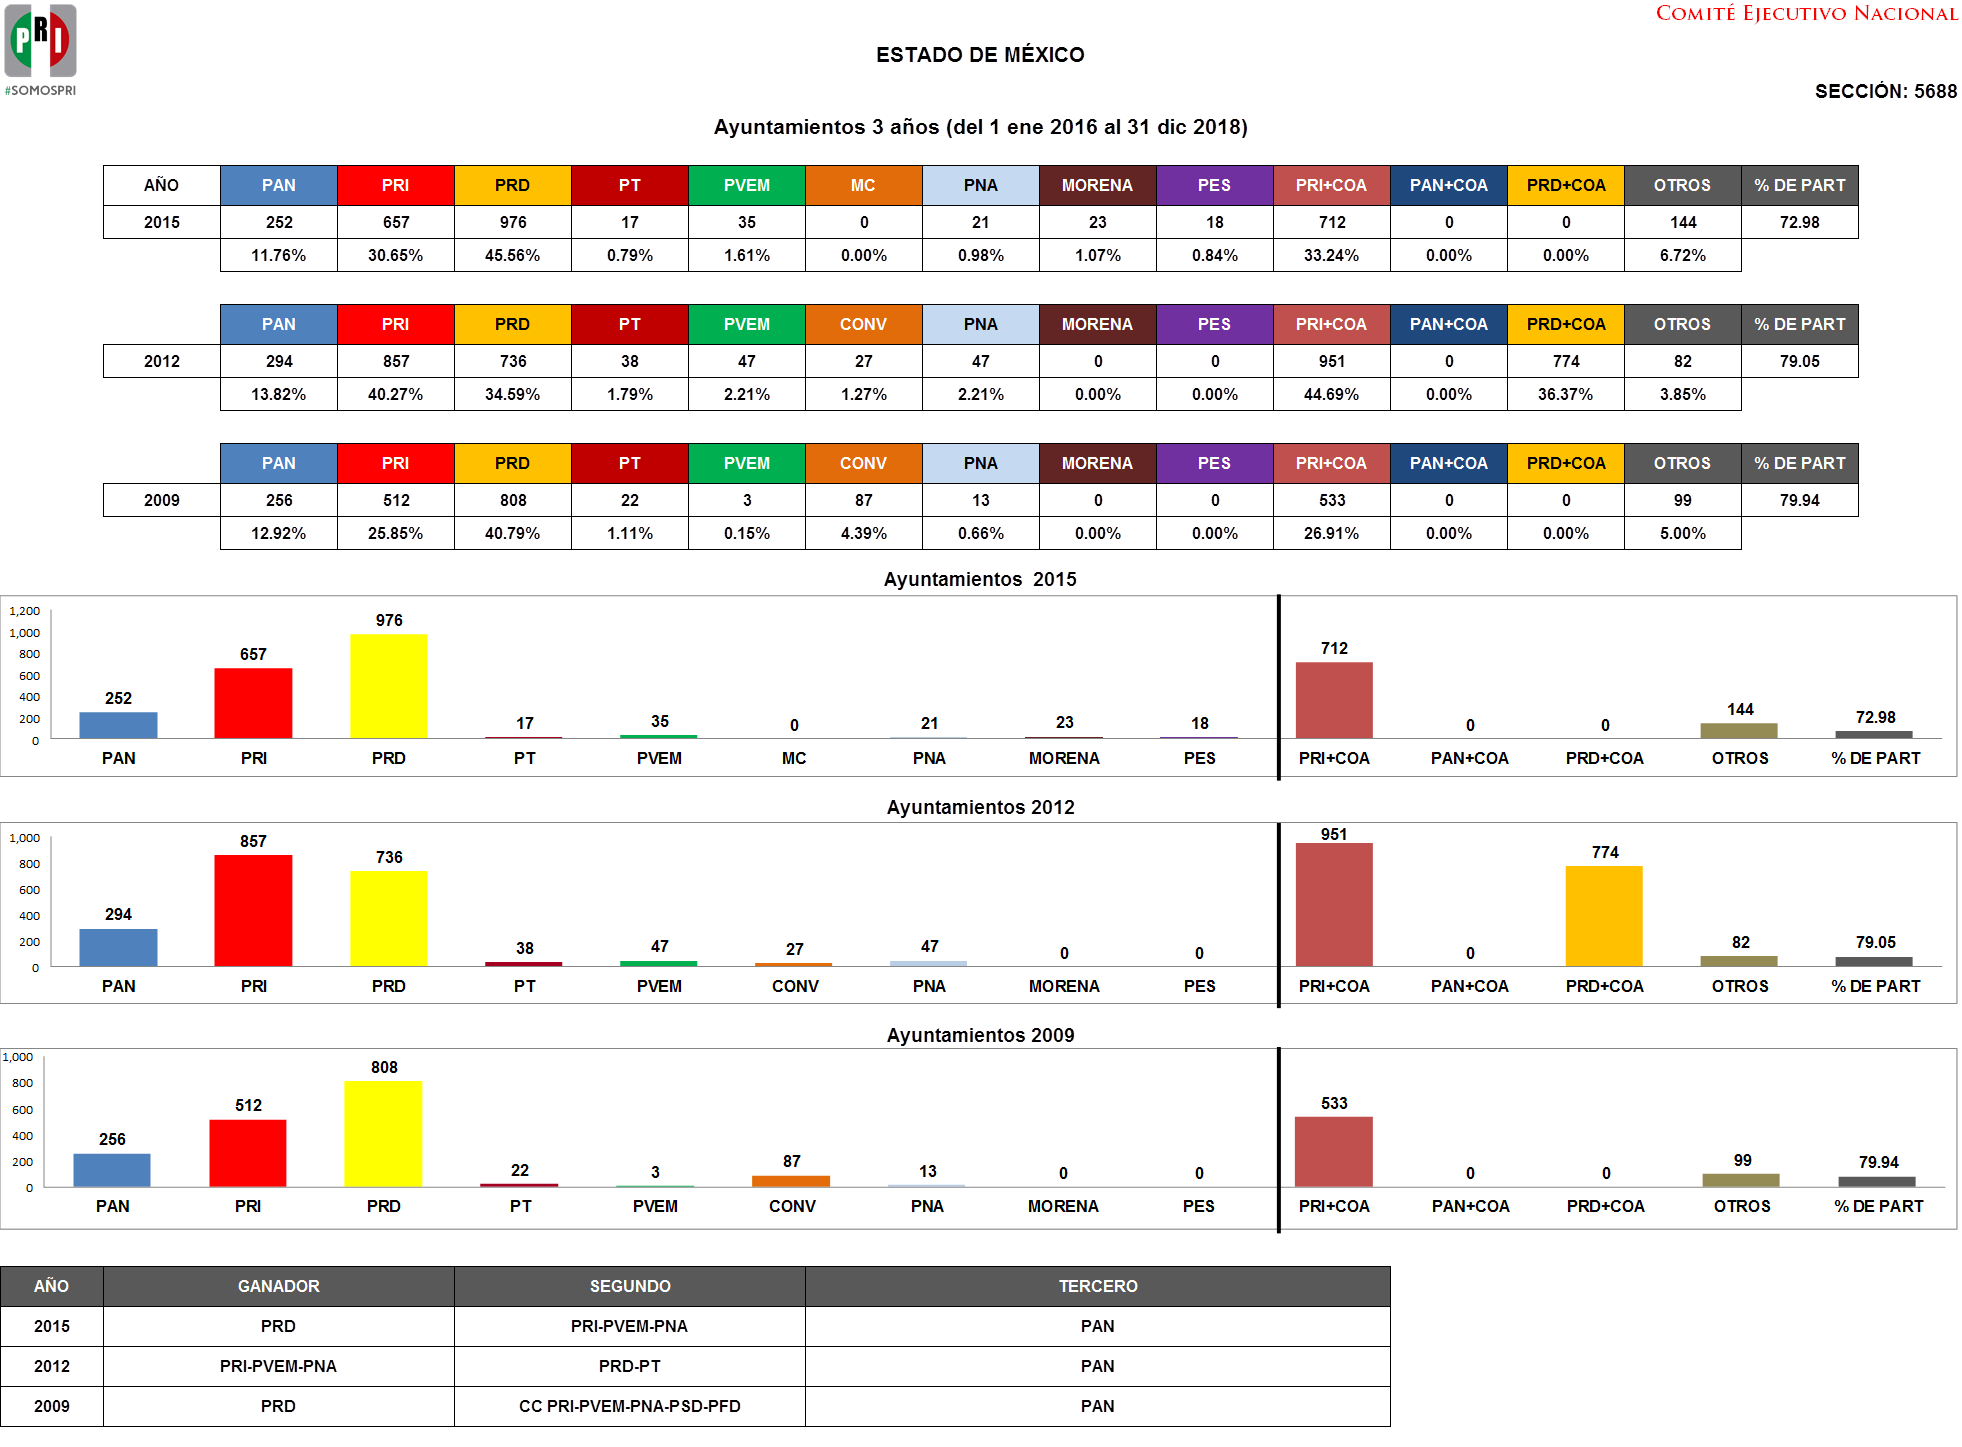 PRI
#SOMOSPRI
COMITÉ EJECUTIVO NACIONAL
ESTADO DE MÉXICO
SECCIÓN: 5688
Ayuntamientos 3 años (del 1 ene 2016 al 31 dic 2018)
AÑO PAN PRI PRD PT PVEM MC PNA MORENA PES PRI+COA PAN+COA PRD+COA OTROS % DE PART
2015 252 657 976 17 35 0 21 23 18 712 0 0 144 72.98
11.76% 30.65% 45.56% 0.79% 1.61% 0.00% 0.98% 1.07% 0.84% 33.24% 0.00% 0.00% 6.72%
PAN PRI PRD PT PVEM CONV PNA MORENA PES PRI+COA PAN+COA PRD+COA OTROS % DE PART
2012 294 857 736 38 47 27 47 0 0 951 0 774 82 79.05
13.82% 40.27% 34.59% 1.79% 2.21% 1.27% 2.21% 0.00% 0.00% 44.69% 0.00% 36.37% 3.85%
PAN PRI PRD PT PVEM CONV PNA MORENA PES PRI+COA PAN+COA PRD+COA OTROS % DE PART
2009 256 512 808 22 3 87 13 0 0 533 0 0 99 79.94
12.92% 25.85% 40.79% 1.11% 0.15% 4.39% 0.66% 0.00% 0.00% 26.91% 0.00% 0.00% 5.00%
Ayuntamientos 2015
1,200
1,000
800
600
400
200
0
252 657 976 17 35 0 21 23 18 712 0 0 144 72.98
PAN PRI PRD PT PVEM MC PNA MORENA PES PRI+COA PAN+COA PRD+COA OTROS % DE PART
Ayuntamientos 2012
1,000
800
600
400
200
0
294 857 736 38 47 27 47 0 0 951 0 774 82 79.05
PAN PRI PRD PT PVEM CONV PNA MORENA PES PRI+COA PAN+COA PRD+COA OTROS % DE PART
Ayuntamientos 2009
1,000
800
600
400
200
0
256 512 808 22 3 87 13 0 0 533 0 0 99 79.94
PAN PRI PRD PT PVEM CONV PNA MORENA PES PRI+COA PAN+COA PRD+COA OTROS % DE PART
AÑO GANADOR SEGUNDO TERCERO
2015 PRD PRI-PVEM-PNA PAN
2012 PRI-PVEM-PNA PRD-PT PAN
2009 PRD CC PRI-PVEM-PNA-PSD-PFD PAN